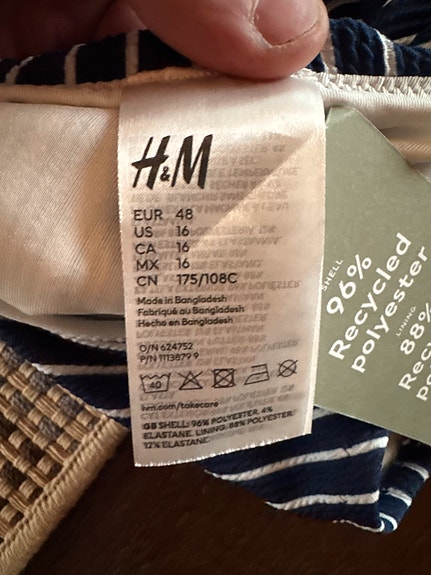 H&M
EUR 48
US 16
CA 16
MX 16
CN 175/108C
Made in Bangladesh
Fabriqué au Bangladesh
Hecho en Bangladesh
O/N 624752
P/N 1113879 9
40
hm.com/takecare
GB SHELL: 96% POLYESTER, 4%
ELASTANE. LINING: 88% POLYESTER,
12% ELASTANE.
SHELL
96%
Recycled
polyester
LINING
88%